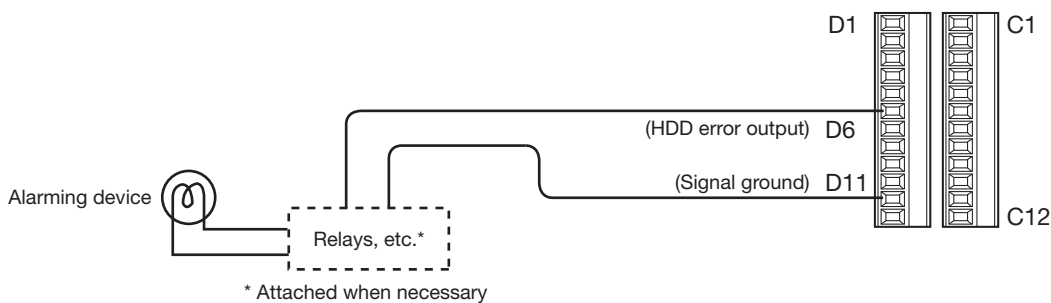 D1
C1
(HDD error output) D6
(Signal ground) D11
Alarming device
C12
Relays, etc.*
* Attached when necessary